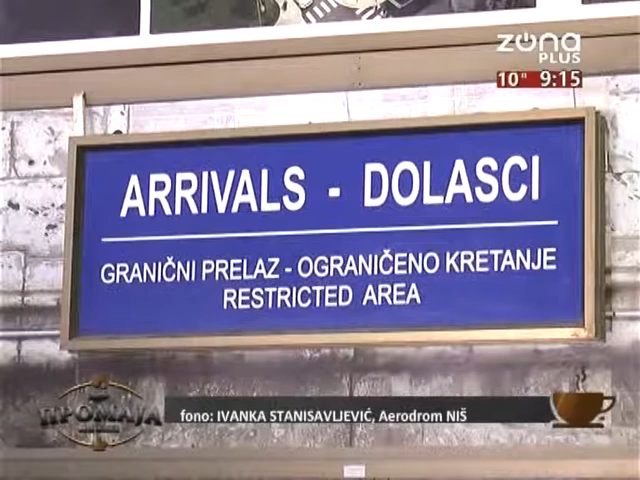 zona
PLUS
10° 9:15
ARRIVALS - DOLASCI
GRANIČNI PRELAZ - OGRANIČENO KRETANJE
RESTRICTED AREA
ПРОМАЈА
fono: IVANKA STANISAVLJEVIĆ, Aerodrom NIŠ